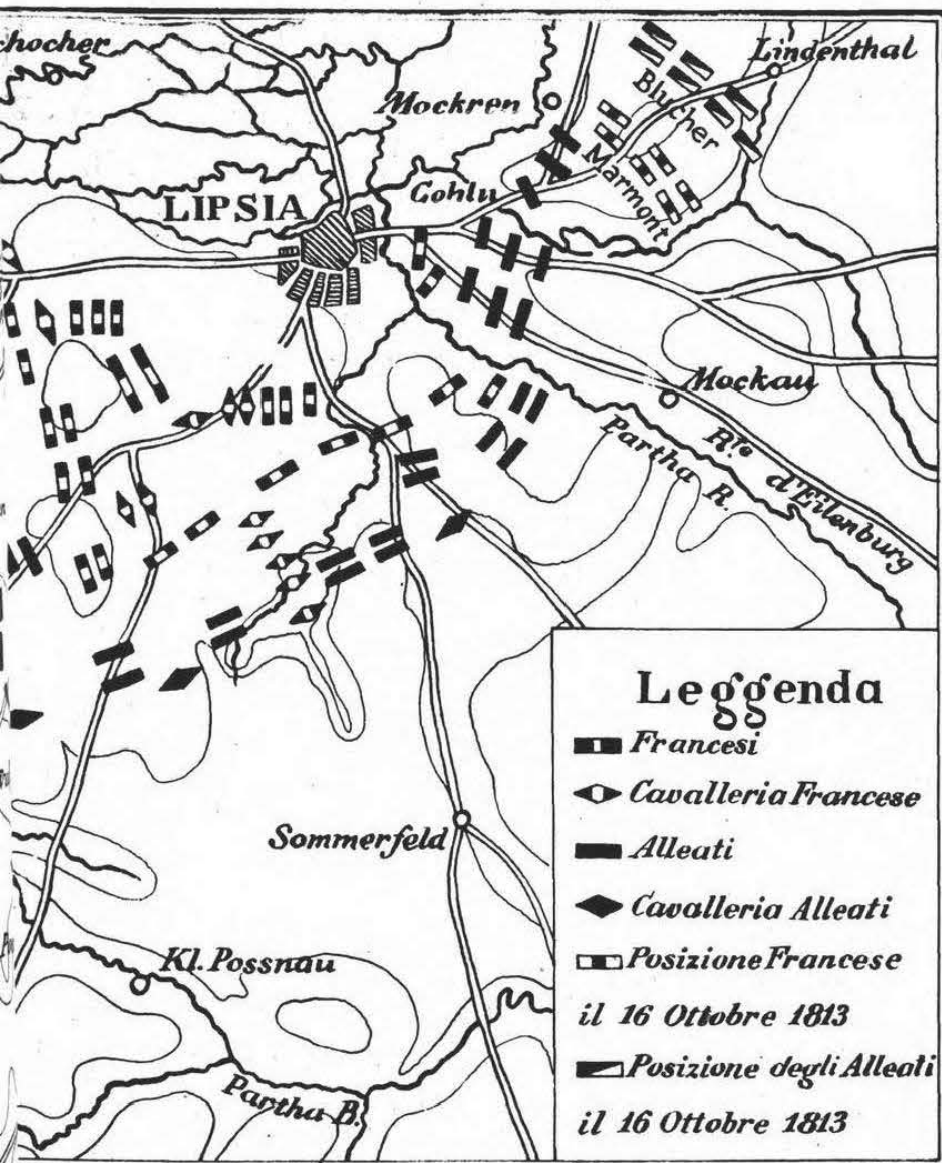 chocher
Lindenthal
Mockren
Blucher
Marmont
Gohlu
LIPSIA
Mockau
Partha R.
R.te d'Eilenburg
Sommerfeld
Kl. Possnau
Partha B.
Leggenda
Francesi
Cavalleria Francese
Alleati
Cavalleria Alleati
Posizione Francese
il 16 Ottobre 1813
Posizione degli Alleati
il 16 Ottobre 1813